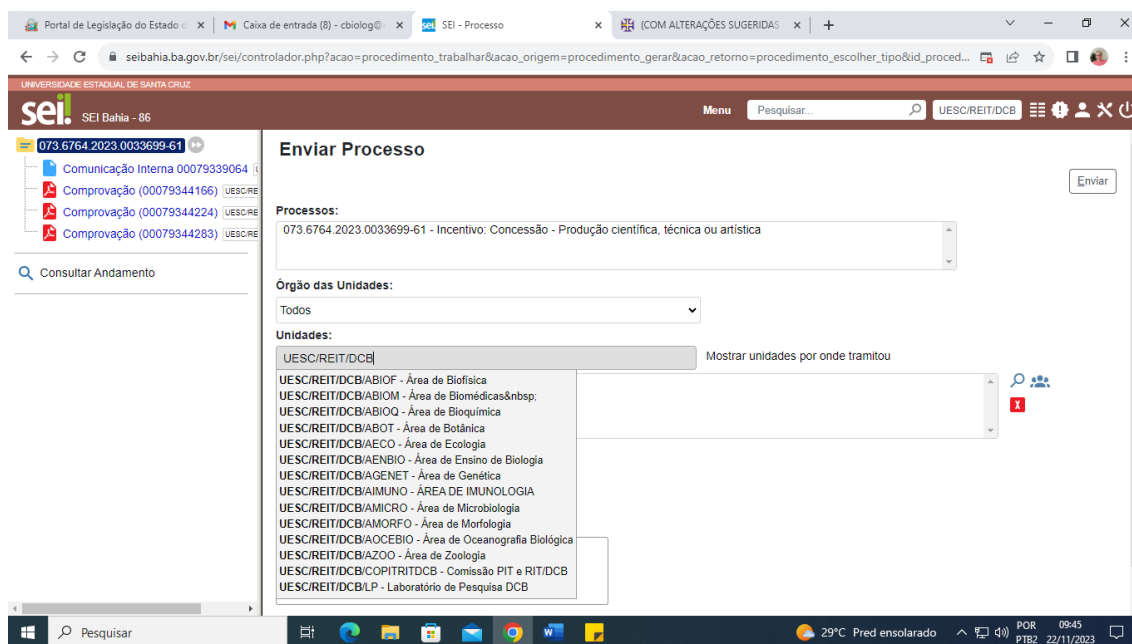 Portal de Legislação do Estado d
Caixa de entrada (8) - cbiolog@
SEI - Processo
(COM ALTERAÇÕES SUGERIDAS
seibahia.ba.gov.br/sei/controlador.php?acao=procedimento_trabalhar&acao_origem=procedimento_gerar&acao_retorno=procedimento_escolher_tipo&id_proced...
UNIVERSIDADE ESTADUAL DE SANTA CRUZ
sei! SEI Bahia - 86
Menu
Pesquisar...
UESC/REIT/DCB
073.6764.2023.0033699-61
Comunicação Interna 00079339064
Comprovação (00079344166) UESC/RE
Comprovação (00079344224) UESC/RE
Comprovação (00079344283) UESC/RE
Consultar Andamento
Enviar Processo
Enviar
Processos:
073.6764.2023.0033699-61 - Incentivo: Concessão - Produção científica, técnica ou artística
Órgão das Unidades:
Todos
Unidades:
UESC/REIT/DCB
Mostrar unidades por onde tramitou
UESC/REIT/DCB/ABIOF - Área de Biofísica
UESC/REIT/DCB/ABIOM - Área de Biomédicas&nbsp;
UESC/REIT/DCB/ABIOQ - Área de Bioquímica
UESC/REIT/DCB/ABOT - Área de Botânica
UESC/REIT/DCB/AECO - Área de Ecologia
UESC/REIT/DCB/AENBIO - Área de Ensino de Biologia
UESC/REIT/DCB/AGENET - Área de Genética
UESC/REIT/DCB/AIMUNO - ÁREA DE IMUNOLOGIA
UESC/REIT/DCB/AMICRO - Área de Microbiologia
UESC/REIT/DCB/AMORFO - Área de Morfologia
UESC/REIT/DCB/AOCEBIO - Área de Oceanografia Biológica
UESC/REIT/DCB/AZOO - Área de Zoologia
UESC/REIT/DCB/COPITRITDCB - Comissão PIT e RIT/DCB
UESC/REIT/DCB/LP - Laboratório de Pesquisa DCB
Pesquisar
29°C Pred ensolarado
POR
PTB2
09:45
22/11/2023